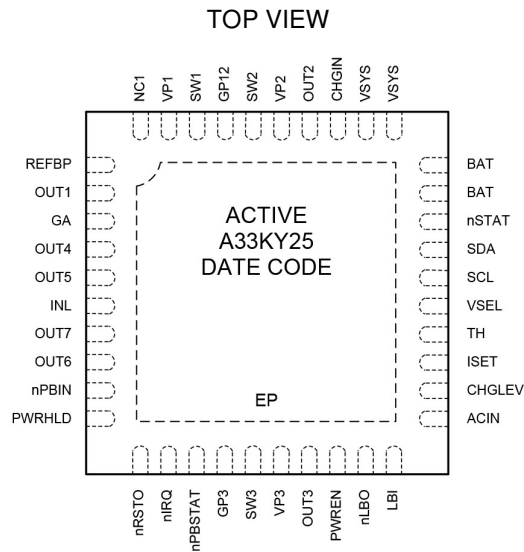 TOP VIEW
NC1
VP1
SW1
GP12
SW2
VP2
OUT2
CHGIN
VSYS
VSYS
REFBP
OUT1
GA
OUT4
OUT5
INL
OUT7
OUT6
nPBIN
PWRHLD
ACTIVE
A33KY25
DATE CODE
EP
BAT
BAT
nSTAT
SDA
SCL
VSEL
TH
ISET
CHGLEV
ACIN
nRSTO
nIRQ
nPBSTAT
GP3
SW3
VP3
OUT3
PWREN
nLBO
LBI